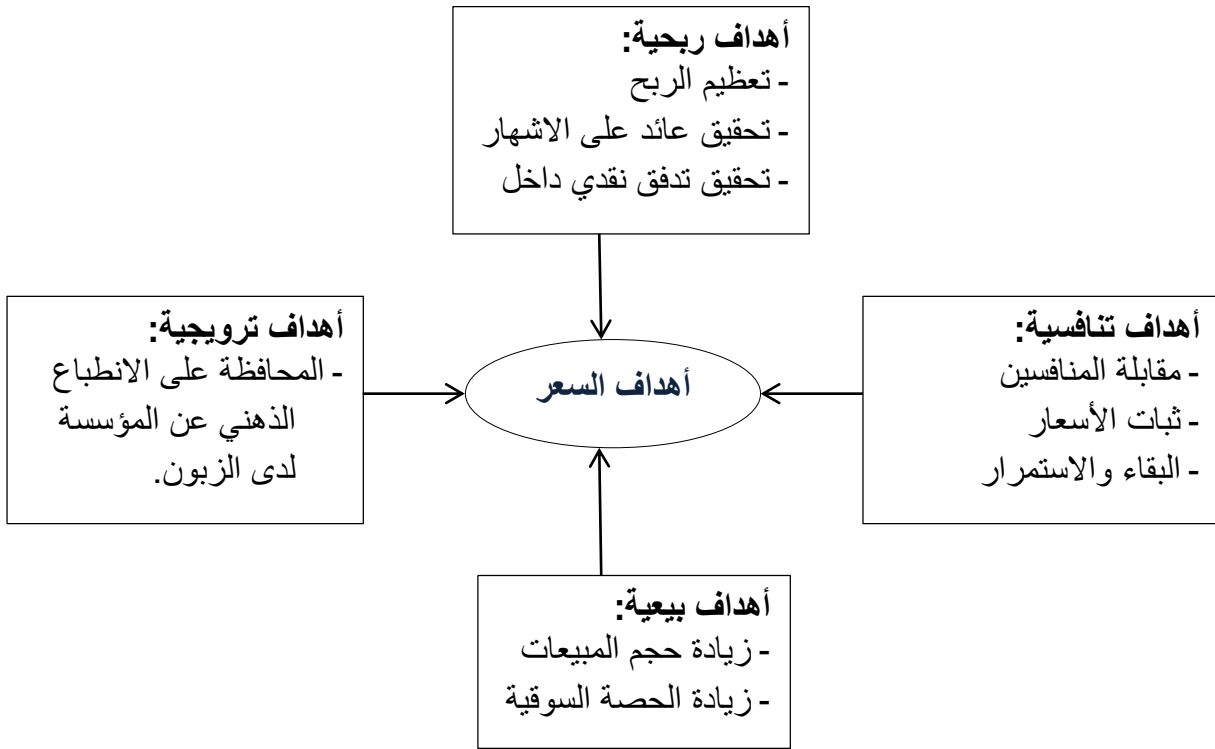 أهداف ربحية:
- تعظيم الربح
- تحقيق عائد على الاشهار
- تحقيق تدفق نقدي داخل
أهداف تنافسية:
- مقابلة المنافسين
- ثبات الأسعار
- البقاء والاستمرار
أهداف السعر
أهداف ترويجية:
- المحافظة على الانطباع
الذهني عن المؤسسة
لدى الزبون.
أهداف بيعية:
- زيادة حجم المبيعات
- زيادة الحصة السوقية